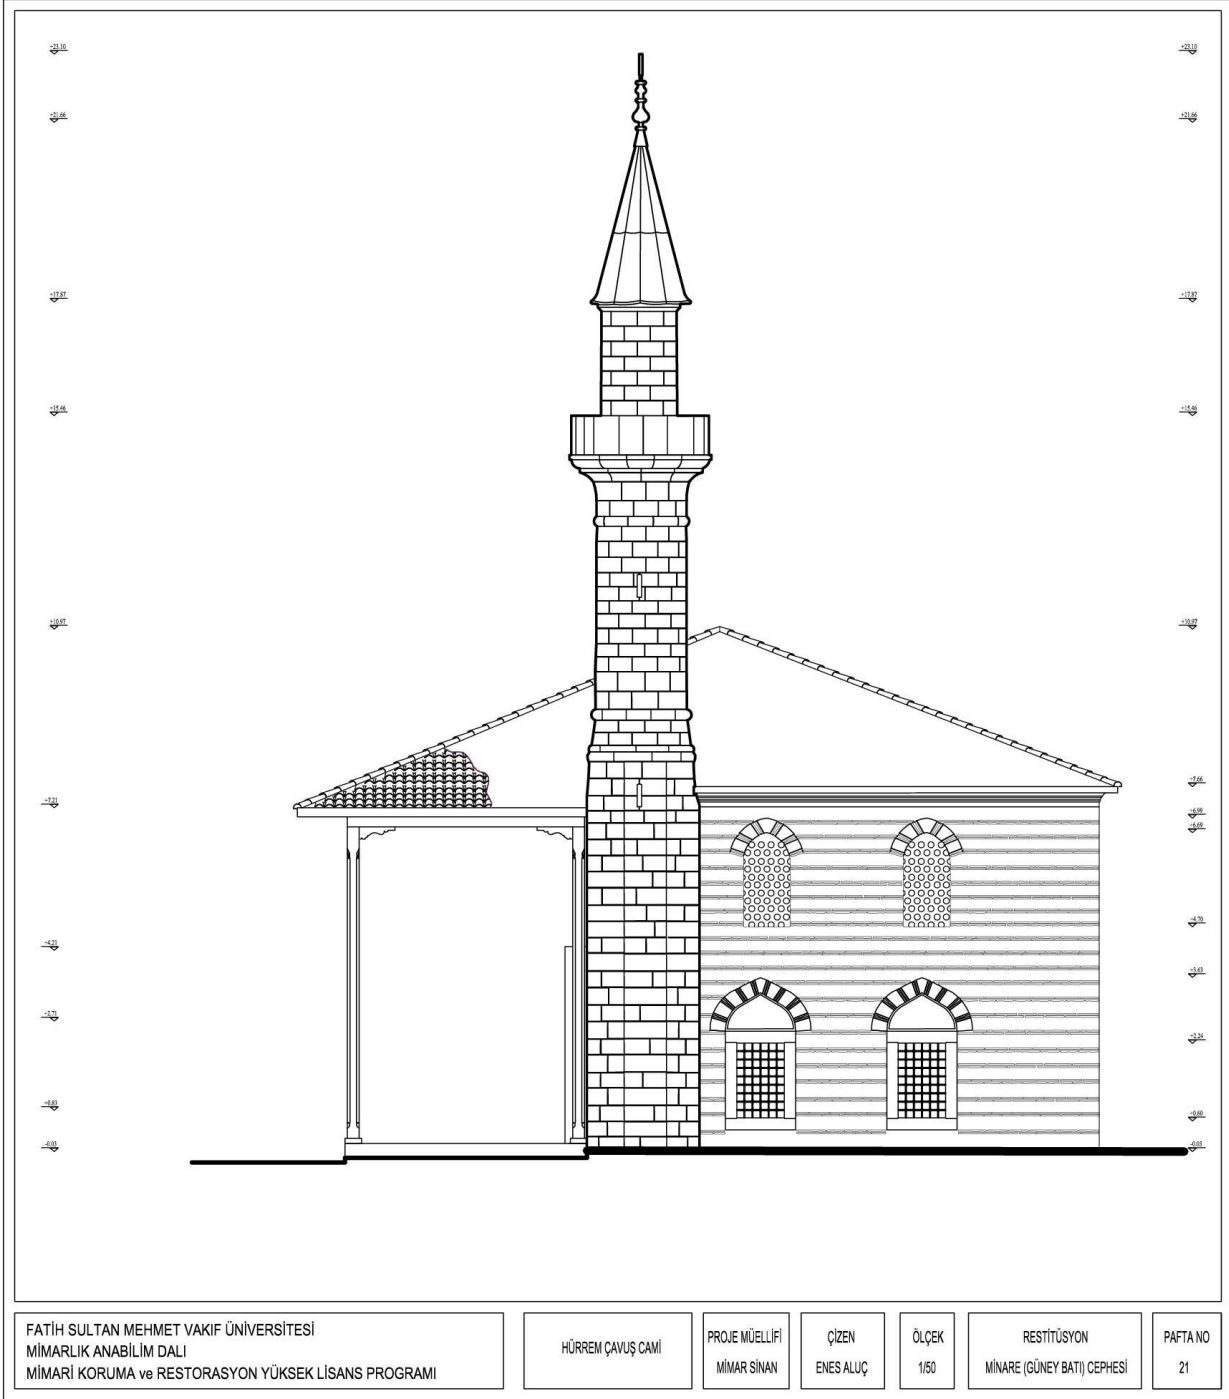 +23.10
+23.10
+21.66
+21.66
+17.87
+17.87
+15.46
+15.46
+10.97
+10.97
+7.66
+7.21
+6.99
+6.69
+4.70
+4.21
+3.63
+2.71
+2.24
+0.83
+0.60
-0.03
-0.03
FATİH SULTAN MEHMET VAKIF ÜNİVERSİTESİ
MİMARLIK ANABİLİM DALI
MİMARİ KORUMA ve RESTORASYON YÜKSEK LİSANS PROGRAMI
HÜRREM ÇAVUŞ CAMİ
PROJE MÜELLİFİ
MİMAR SİNAN
ÇİZEN
ENES ALUÇ
ÖLÇEK
1/50
RESTİTÜSYON
MİNARE (GÜNEY BATI) CEPHESİ
PAFTA NO
21